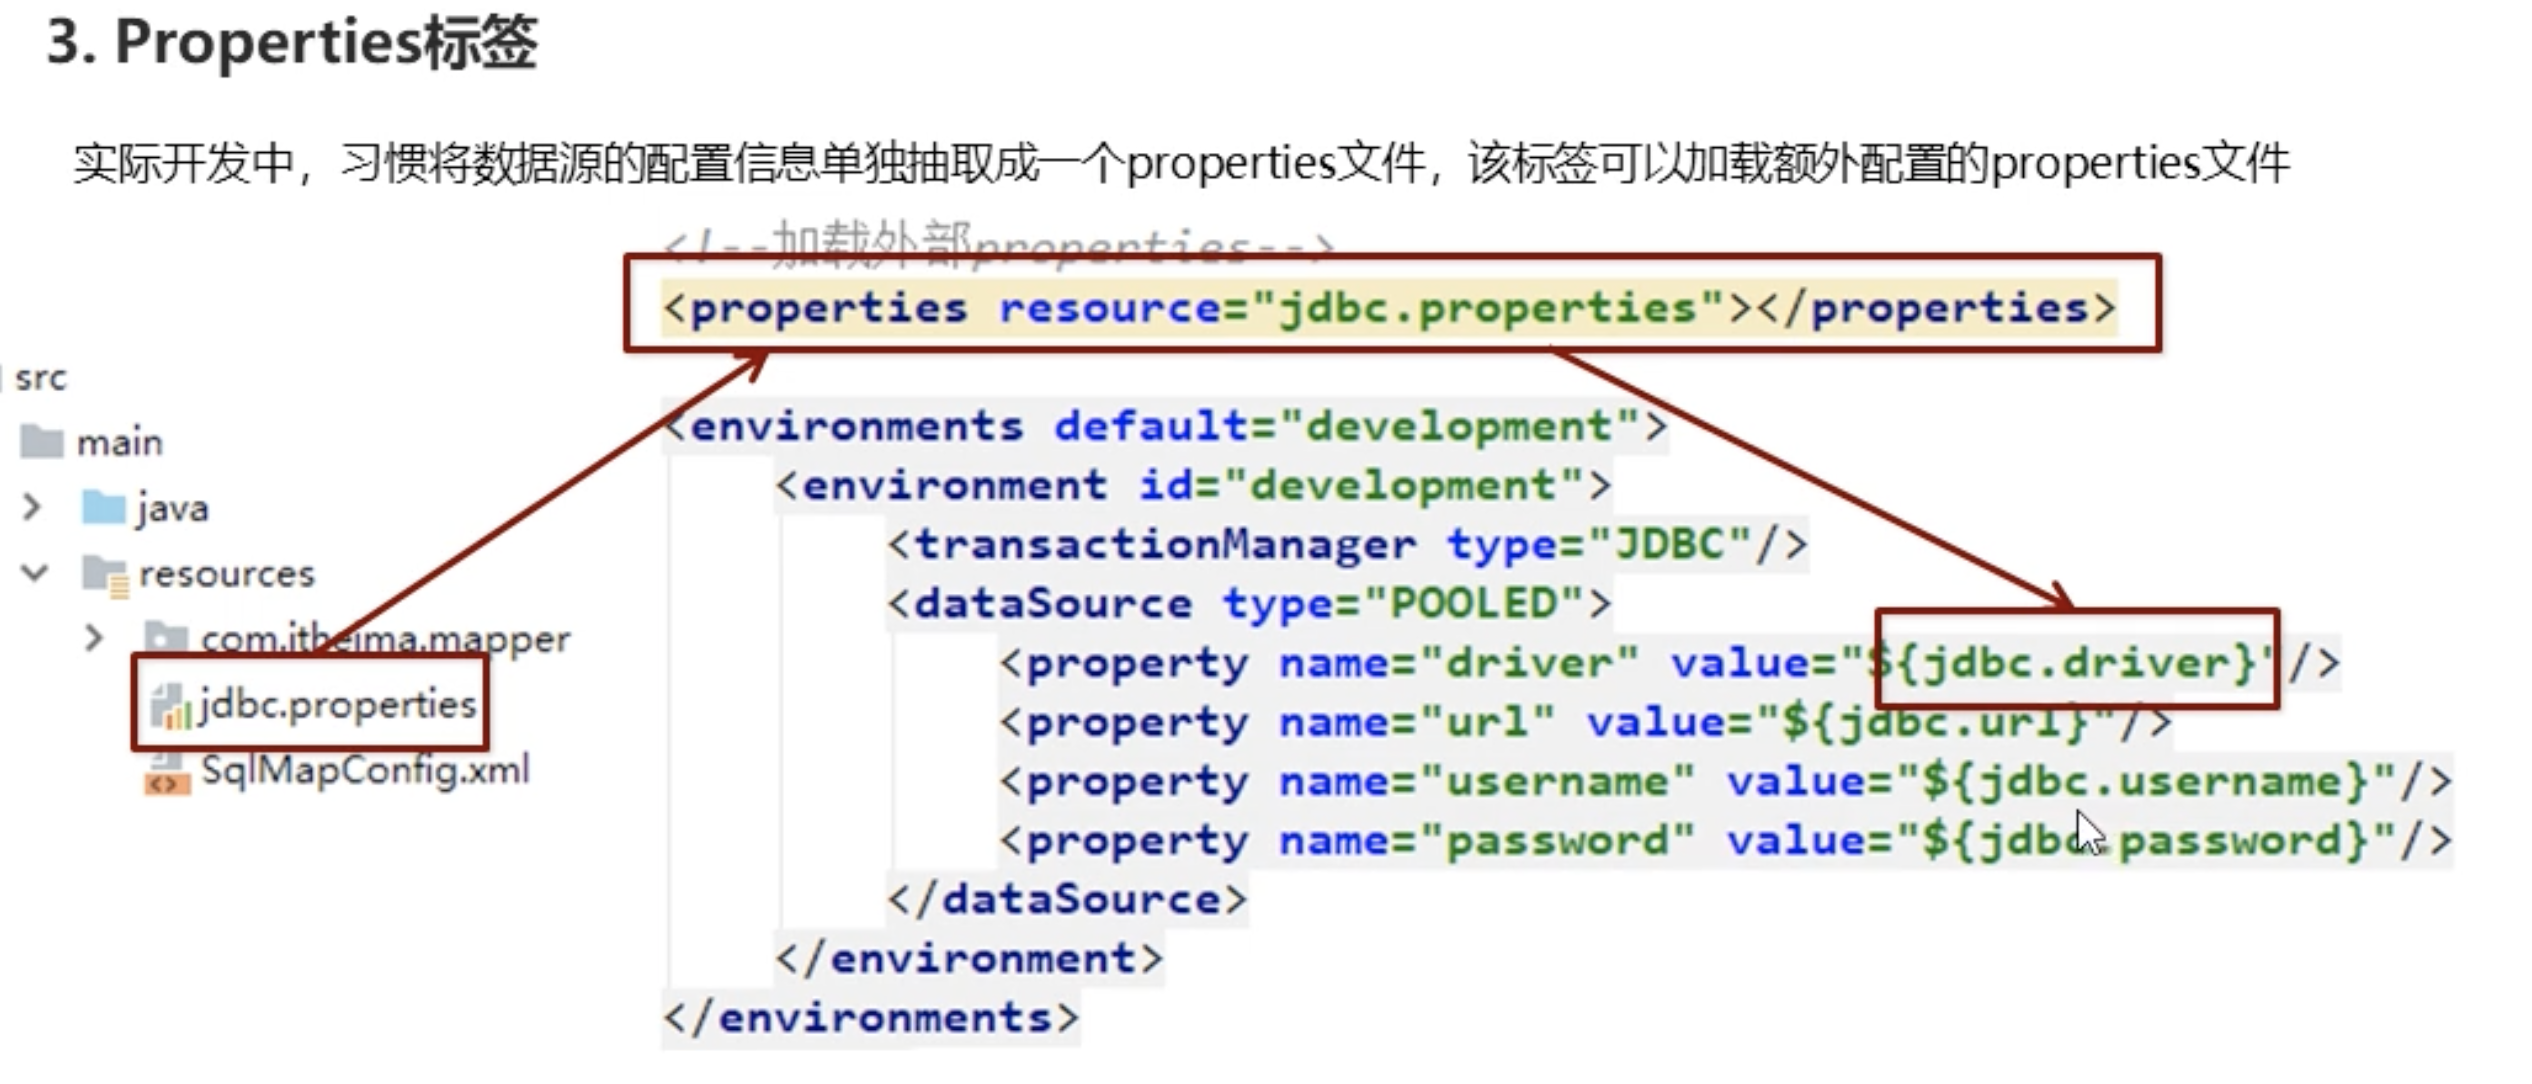 3. Properties标签
实际开发中，习惯将数据源的配置信息单独抽取成一个properties文件，该标签可以加载额外配置的properties文件
<!--加载外部properties-->
<properties resource="jdbc.properties"></properties>
src
main
java
resources
com.itheima.mapper
jdbc.properties
SqlMapConfig.xml
<environments default="development">
<environment id="development">
<transactionManager type="JDBC"/>
<dataSource type="POOLED">
<property name="driver" value="${jdbc.driver}"/>
<property name="url" value="${jdbc.url}"/>
<property name="username" value="${jdbc.username}"/>
<property name="password" value="${jdbc.password}"/>
</dataSource>
</environment>
</environments>